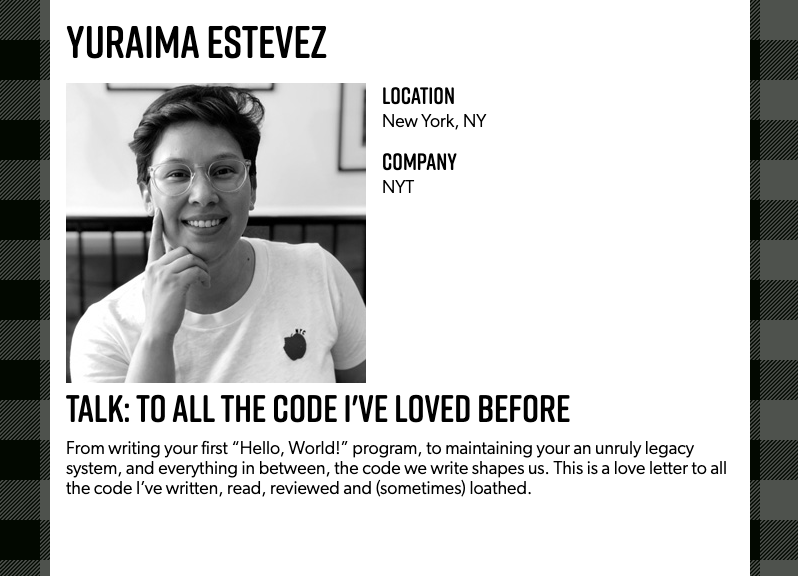 YURAIMA ESTEVEZ
LOCATION
New York, NY
COMPANY
NYT
TALK: TO ALL THE CODE I'VE LOVED BEFORE
From writing your first “Hello, World!” program, to maintaining your an unruly legacy
system, and everything in between, the code we write shapes us. This is a love letter to all
the code I’ve written, read, reviewed and (sometimes) loathed.